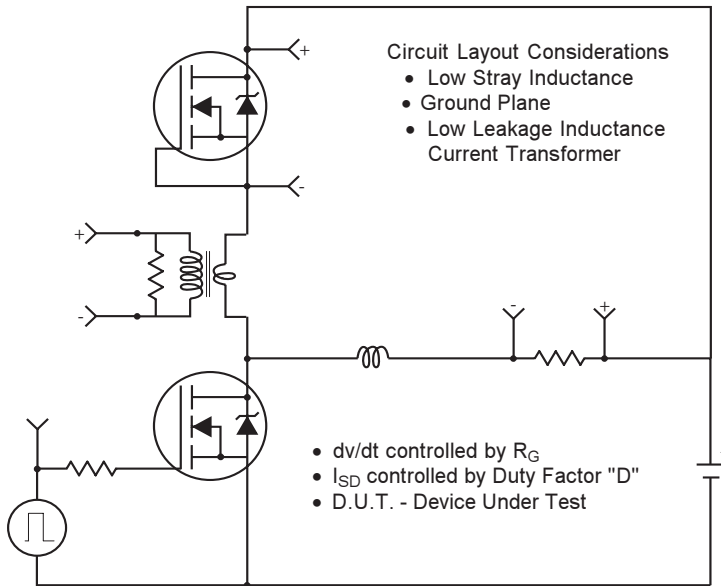 +
Circuit Layout Considerations
• Low Stray Inductance
• Ground Plane
• Low Leakage Inductance
Current Transformer
-
+
-
-
+
• dv/dt controlled by RG
• ISD controlled by Duty Factor "D"
• D.U.T. - Device Under Test